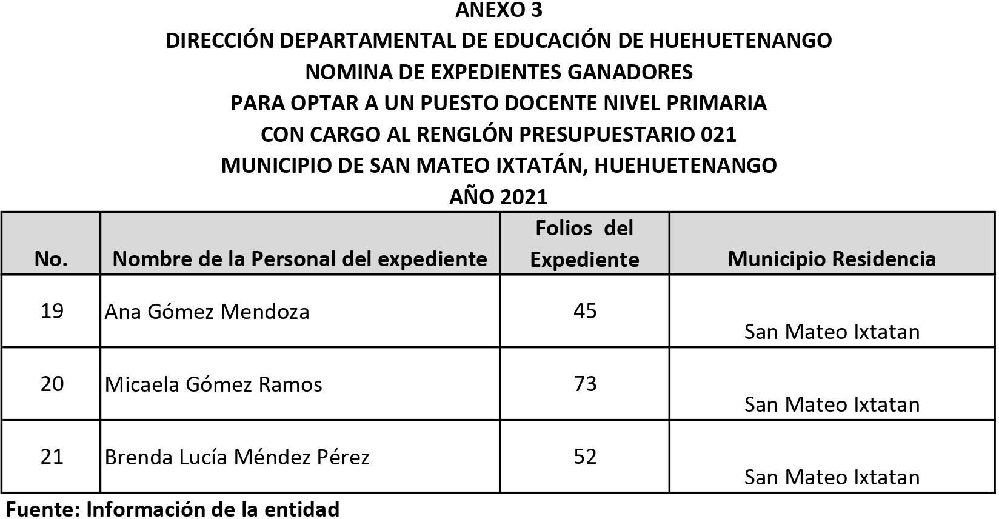 ANEXO 3
DIRECCIÓN DEPARTAMENTAL DE EDUCACIÓN DE HUEHUETENANGO
NOMINA DE EXPEDIENTES GANADORES
PARA OPTAR A UN PUESTO DOCENTE NIVEL PRIMARIA
CON CARGO AL RENGLÓN PRESUPUESTARIO 021
MUNICIPIO DE SAN MATEO IXTATÁN, HUEHUETENANGO
AÑO 2021
No. Nombre de la Personal del expediente Folios del Expediente Municipio Residencia
19 Ana Gómez Mendoza 45 San Mateo Ixtatan
20 Micaela Gómez Ramos 73 San Mateo Ixtatan
21 Brenda Lucía Méndez Pérez 52 San Mateo Ixtatan
Fuente: Información de la entidad